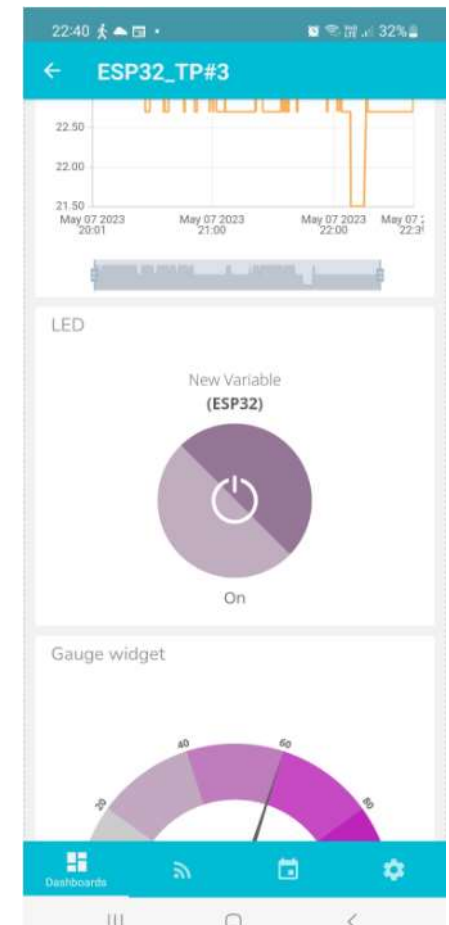 22:40
32%
ESP32_TP#3
22.50
22.00
21.50
May 07 2023
20:01
May 07 2023
21:00
May 07 2023
22:00
May 07
LED
New Variable
(ESP32)
On
Gauge widget
20
40
60
80
Dashboards